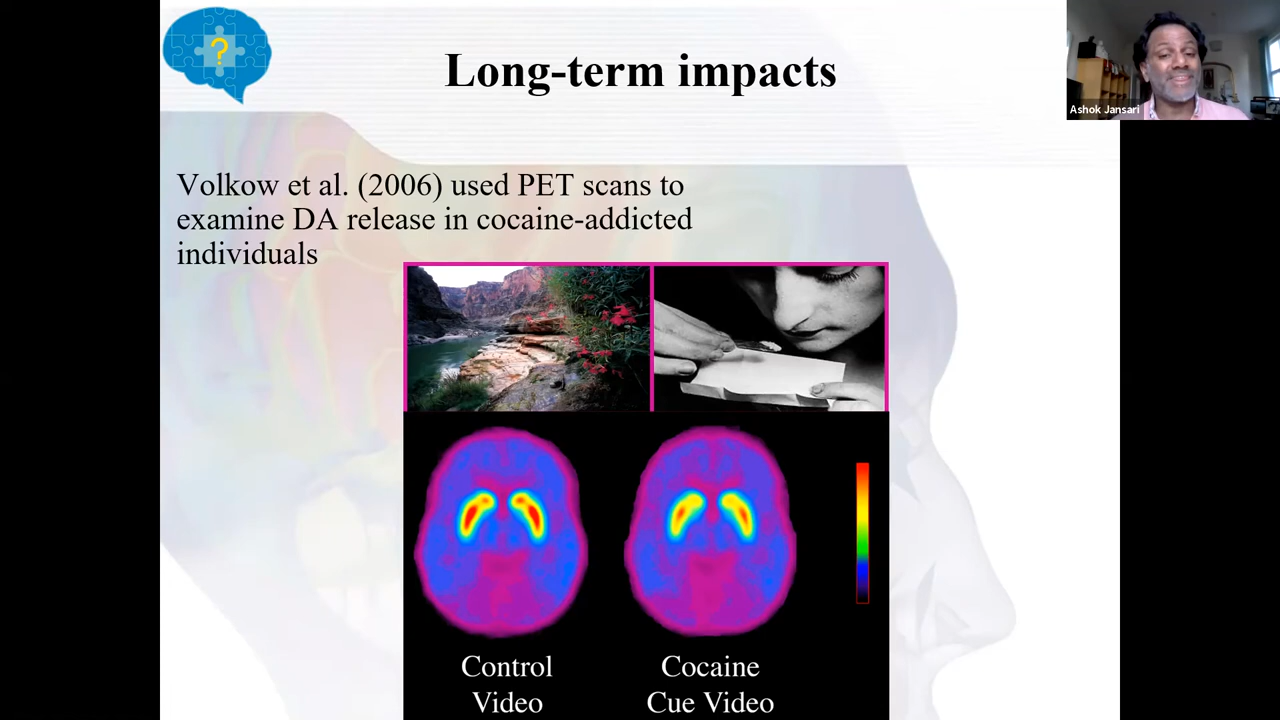 ?
Long-term impacts
Ashok Jansari
Volkow et al. (2006) used PET scans to
examine DA release in cocaine-addicted
individuals
Control
Video
Cocaine
Cue Video